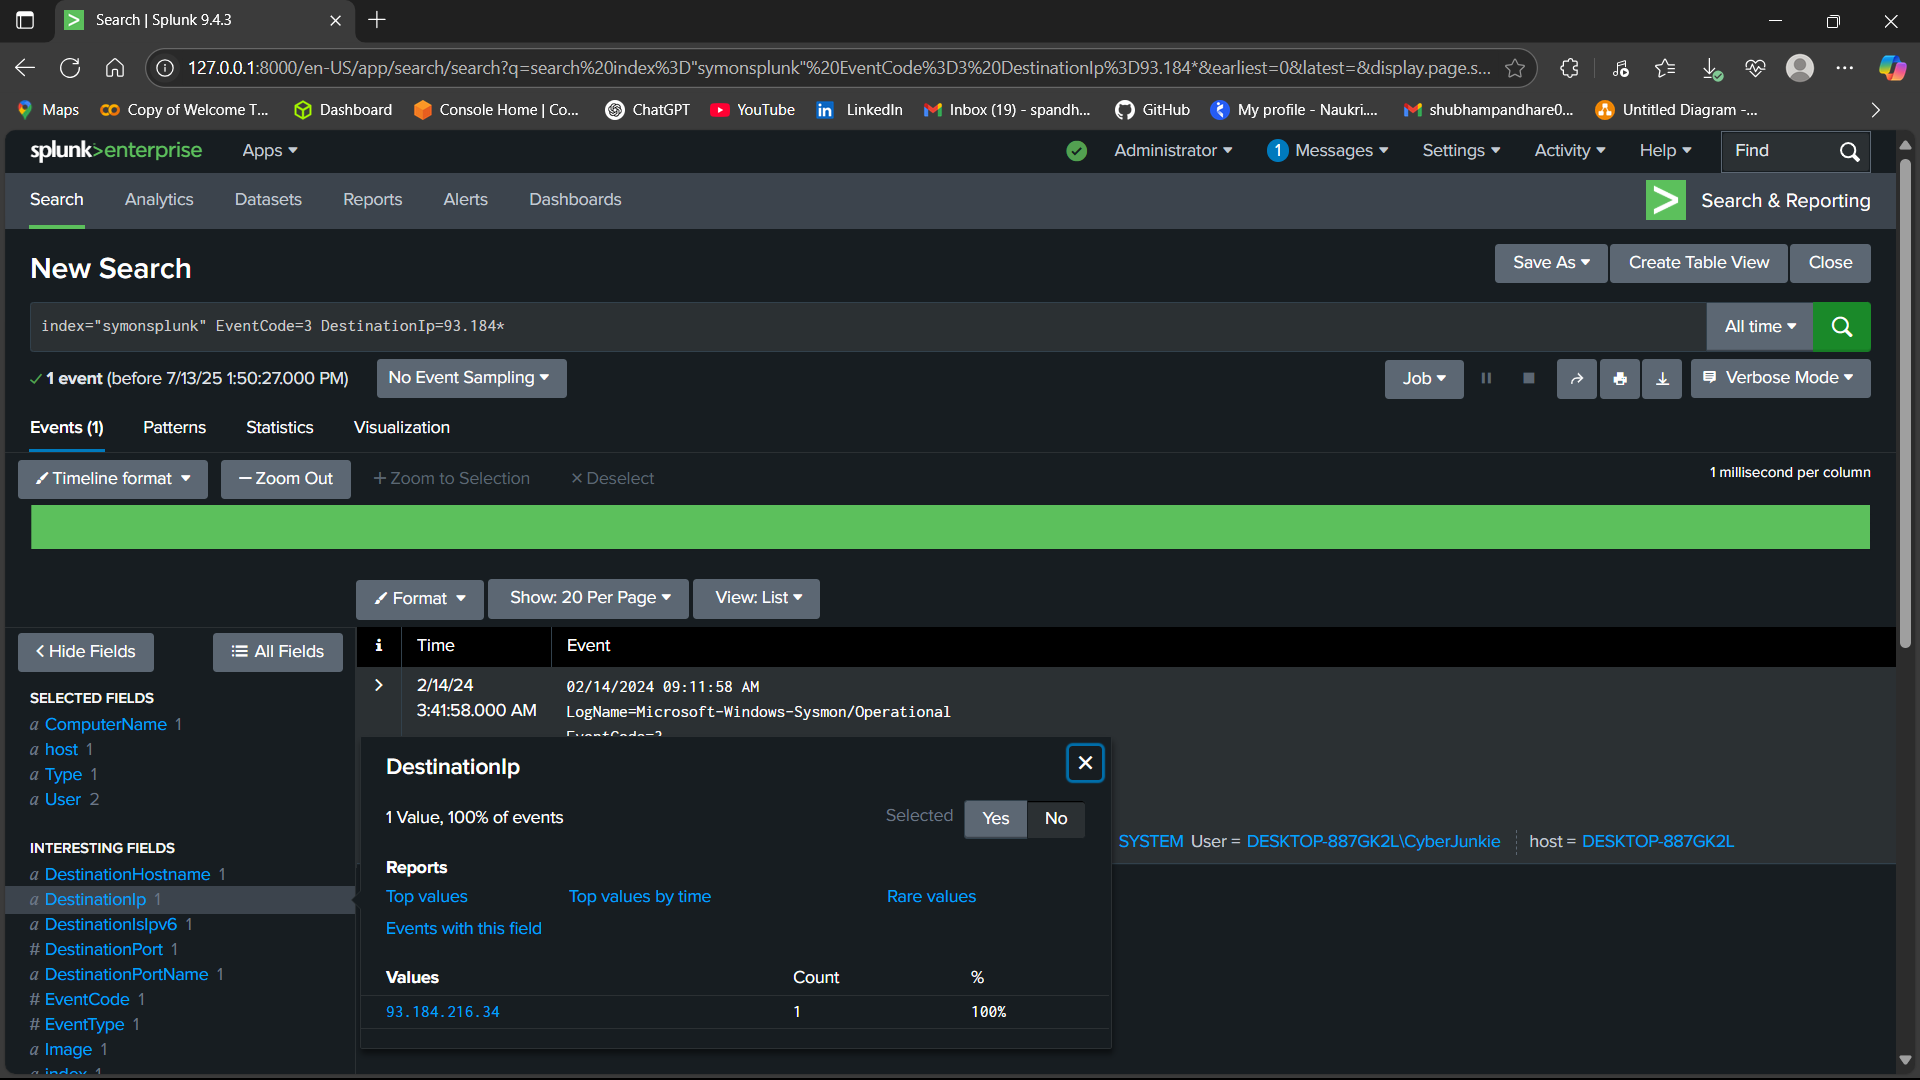 Search | Splunk 9.4.3
127.0.0.1:8000/en-US/app/search/search?q=search%20index%3D"symonsplunk"%20EventCode%3D3%20DestinationIp%3D93.184*&earliest=0&latest=&display.page.s...
Maps
Copy of Welcome T...
Dashboard
Console Home | Co...
ChatGPT
YouTube
LinkedIn
Inbox (19) - spandh...
GitHub
My profile - Naukri....
shubhampandhare0...
Untitled Diagram -...
splunk>enterprise
Apps
Administrator
1 Messages
Settings
Activity
Help
Find
Search
Analytics
Datasets
Reports
Alerts
Dashboards
Search & Reporting
New Search
Save As
Create Table View
Close
index="symonsplunk" EventCode=3 DestinationIp=93.184*
All time
1 event (before 7/13/25 1:50:27.000 PM)
No Event Sampling
Job
Verbose Mode
Events (1)
Patterns
Statistics
Visualization
Timeline format
Zoom Out
+ Zoom to Selection
× Deselect
1 millisecond per column
Format
Show: 20 Per Page
View: List
Hide Fields
All Fields
i
Time
Event
2/14/24
3:41:58.000 AM
02/14/2024 09:11:58 AM
LogName=Microsoft-Windows-Sysmon/Operational
EventCode=3
SYSTEM User = DESKTOP-887GK2L\CyberJunkie
host = DESKTOP-887GK2L
SELECTED FIELDS
a ComputerName 1
a host 1
a Type 1
a User 2
INTERESTING FIELDS
a DestinationHostname 1
a DestinationIp 1
a DestinationIsIpv6 1
# DestinationPort 1
a DestinationPortName 1
# EventCode 1
# EventType 1
a Image 1
a index 1
DestinationIp
1 Value, 100% of events
Selected
Yes
No
Reports
Top values
Top values by time
Rare values
Events with this field
Values
Count
%
93.184.216.34
1
100%